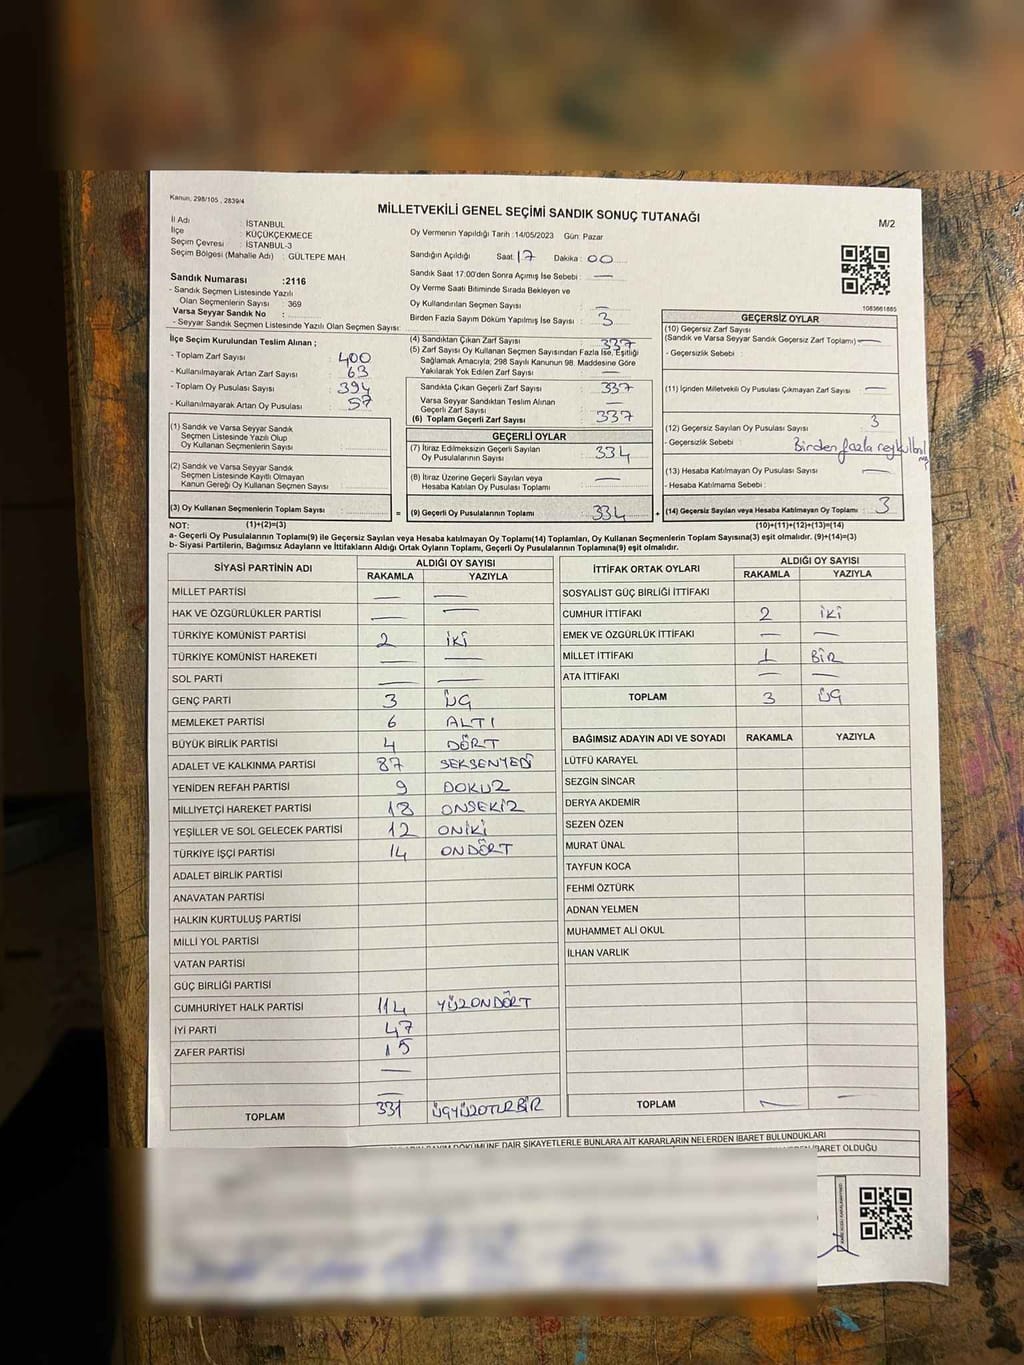 Kanun, 298/105 , 2839/4
MİLLETVEKİLİ GENEL SEÇİMİ SANDIK SONUÇ TUTANAĞI
M/2
İl Adı : İSTANBUL
İlçe : KÜÇÜKÇEKMECE
Seçim Çevresi : İSTANBUL-3
Seçim Bölgesi (Mahalle Adı) : GÜLTEPE MAH.
Sandık Numarası :2116
- Sandık Seçmen Listesinde Yazılı
Olan Seçmenlerin Sayısı : 369
Varsa Seyyar Sandık No :
- Seyyar Sandık Seçmen Listesinde Yazılı Olan Seçmen Sayısı:
Oy Vermenin Yapıldığı Tarih :14/05/2023 Gün: Pazar
Sandığın Açıldığı Saat: 17 Dakika : 00
Sandık Saat 17:00'den Sonra Açımış İse Sebebi : —
Oy Verme Saati Bitiminde Sırada Bekleyen ve
Oy Kullandırılan Seçmen Sayısı : —
Birden Fazla Sayım Döküm Yapılmış İse Sayısı : 3
1083661885
İlçe Seçim Kurulundan Teslim Alınan ;
- Toplam Zarf Sayısı : 400
- Kullanılmayarak Artan Zarf Sayısı : 63
- Toplam Oy Pusulası Sayısı : 394
- Kullanılmayarak Artan Oy Pusulası : 57
(1) Sandık ve Varsa Seyyar Sandık
Seçmen Listesinde Yazılı Olup
Oy Kullanan Seçmenlerin Sayısı :
(2) Sandık ve Varsa Seyyar Sandık
Seçmen Listesinde Kayıtlı Olmayan
Kanun Gereği Oy Kullanan Seçmen Sayısı :
(3) Oy Kullanan Seçmenlerin Toplam Sayısı :
(4) Sandıktan Çıkan Zarf Sayısı : 337
(5) Zarf Sayısı Oy Kullanan Seçmen Sayısından Fazla İse, Eşitliği
Sağlamak Amacıyla, 298 Sayılı Kanunun 98. Maddesine Göre
Yakılarak Yok Edilen Zarf Sayısı : —
Sandıkta Çıkan Geçerli Zarf Sayısı : 337
Varsa Seyyar Sandıktan Teslim Alınan
Geçerli Zarf Sayısı : —
(6) Toplam Geçerli Zarf Sayısı : 337
GEÇERLİ OYLAR
(7) İtiraz Edilmeksizin Geçerli Sayılan
Oy Pusulalarının Sayısı : 334
(8) İtiraz Üzerine Geçerli Sayılan veya
Hesaba Katılan Oy Pusulası Toplamı : —
= (9) Geçerli Oy Pusulalarının Toplamı : 334 +
GEÇERSİZ OYLAR
(10) Geçersiz Zarf Sayısı
(Sandık ve Varsa Seyyar Sandık Geçersiz Zarf Toplamı) : —
- Geçersizlik Sebebi :
(11) İçinden Milletvekili Oy Pusulası Çıkmayan Zarf Sayısı : —
(12) Geçersiz Sayılan Oy Pusulası Sayısı : 3
- Geçersizlik Sebebi : Birden fazla rey
(13) Hesaba Katılmayan Oy Pusulası Sayısı : —
- Hesaba Katılmama Sebebi :
(14) Geçersiz Sayılan veya Hesaba Katılmayan Oy Toplamı : 3
NOT: (1)+(2)=(3) (10)+(11)+(12)+(13)=(14)
a- Geçerli Oy Pusulalarının Toplamı(9) ile Geçersiz Sayılan veya Hesaba Katılmayan Oy Toplamı(14) Toplamları, Oy Kullanan Seçmenlerin Toplam Sayısına(3) eşit olmalıdır. (9)+(14)=(3)
b- Siyasi Partilerin, Bağımsız Adayların ve İttifakların Aldığı Ortak Oyların Toplamı, Geçerli Oy Pusulalarının Toplamına(9) eşit olmalıdır.
SİYASİ PARTİNİN ADI ALDIĞI OY SAYISI
RAKAMLA YAZIYLA
MİLLET PARTİSİ — —
HAK VE ÖZGÜRLÜKLER PARTİSİ — —
TÜRKİYE KOMÜNİST PARTİSİ 2 İKİ
TÜRKİYE KOMÜNİST HAREKETİ — —
SOL PARTİ — —
GENÇ PARTİ 3 ÜÇ
MEMLEKET PARTİSİ 6 ALTI
BÜYÜK BİRLİK PARTİSİ 4 DÖRT
ADALET VE KALKINMA PARTİSİ 87 SEKSENYEDİ
YENİDEN REFAH PARTİSİ 9 DOKUZ
MİLLİYETÇİ HAREKET PARTİSİ 18 ONSEKİZ
YEŞİLLER VE SOL GELECEK PARTİSİ 12 ONİKİ
TÜRKİYE İŞÇİ PARTİSİ 14 ONDÖRT
ADALET BİRLİK PARTİSİ
ANAVATAN PARTİSİ
HALKIN KURTULUŞ PARTİSİ
MİLLİ YOL PARTİSİ
VATAN PARTİSİ
GÜÇ BİRLİĞİ PARTİSİ
CUMHURİYET HALK PARTİSİ 114 YÜZONDÖRT
İYİ PARTİ 47
ZAFER PARTİSİ 15
—
—
TOPLAM 331 ÜÇYÜZOTUZBİR
İTTİFAK ORTAK OYLARI ALDIĞI OY SAYISI
RAKAMLA YAZIYLA
SOSYALİST GÜÇ BİRLİĞİ İTTİFAKI
CUMHUR İTTİFAKI 2 İKİ
EMEK VE ÖZGÜRLÜK İTTİFAKI — —
MİLLET İTTİFAKI 1 BİR
ATA İTTİFAKI — —
TOPLAM 3 ÜÇ
BAĞIMSIZ ADAYIN ADI VE SOYADI RAKAMLA YAZIYLA
LÜTFÜ KARAYEL
SEZGİN SİNCAR
DERYA AKDEMİR
SEZEN ÖZEN
MURAT ÜNAL
TAYFUN KOCA
FEHMİ ÖZTÜRK
ADNAN YELMEN
MUHAMMET ALİ OKUL
İLHAN VARLIK
TOPLAM — —
DÖKÜMÜNE DAİR ŞİKAYETLERLE BUNLARA AİT KARARLARIN NELERDEN İBARET BULUNDUKLARI
İBARET OLDUĞU